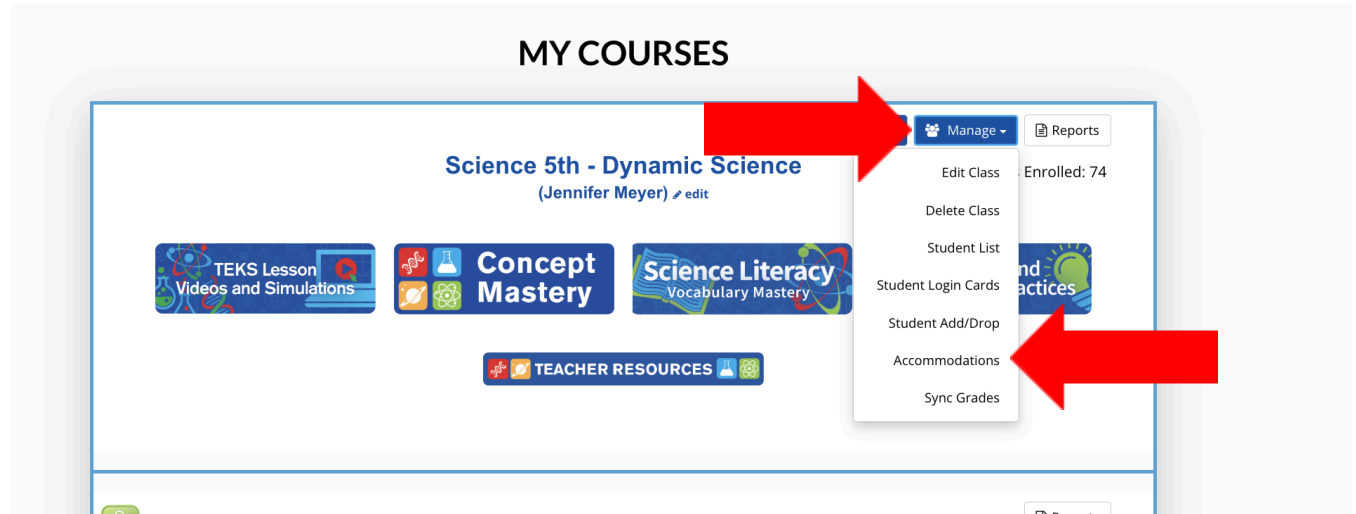 MY COURSES
Manage
Reports
Science 5th - Dynamic Science
Enrolled: 74
(Jennifer Meyer) edit
Edit Class
Delete Class
Student List
Student Login Cards
Student Add/Drop
Accommodations
Sync Grades
TEKS Lesson
Videos and Simulations
Concept
Mastery
Science Literacy
Vocabulary Mastery
TEACHER RESOURCES